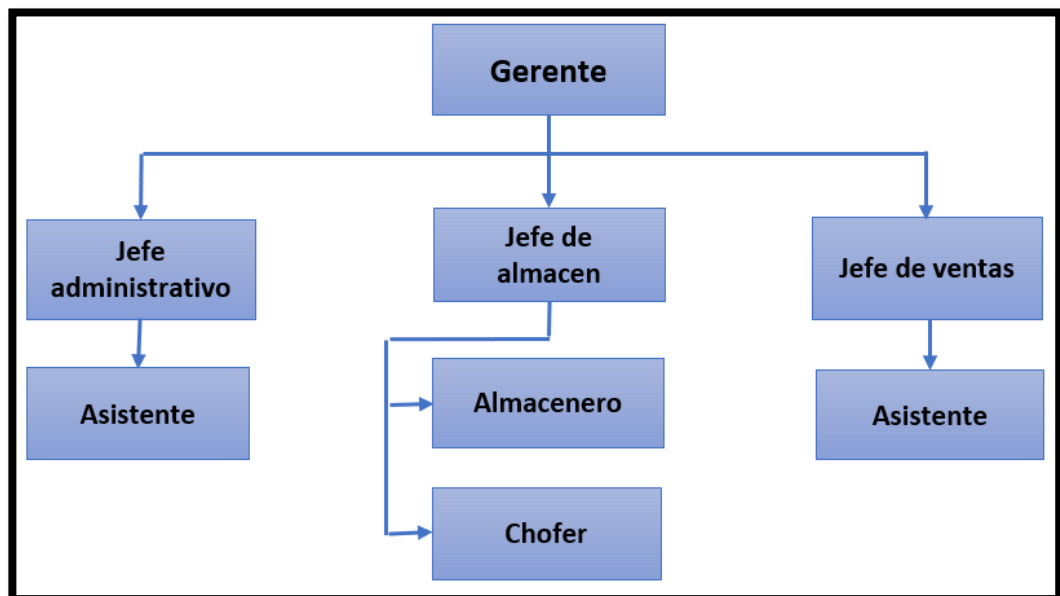 Gerente
Jefe
administrativo
Jefe de
almacen
Jefe de ventas
Asistente
Almacenero
Asistente
Chofer